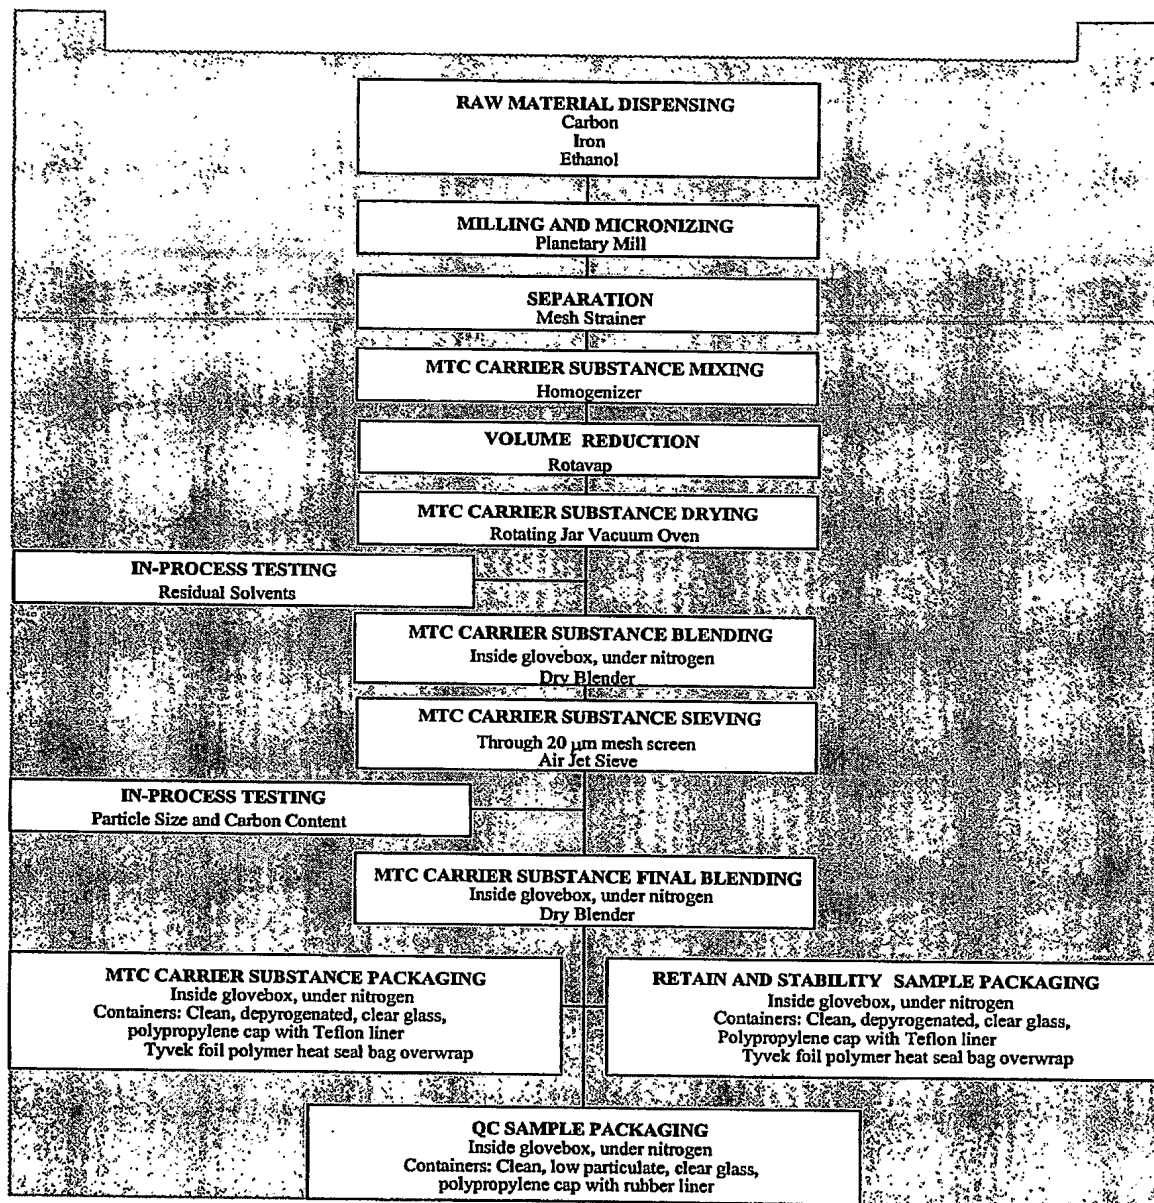 RAW MATERIAL DISPENSING
Carbon
Iron
Ethanol
MILLING AND MICRONIZING
Planetary Mill
SEPARATION
Mesh Strainer
MTC CARRIER SUBSTANCE MIXING
Homogenizer
VOLUME REDUCTION
Rotavap
MTC CARRIER SUBSTANCE DRYING
Rotating Jar Vacuum Oven
IN-PROCESS TESTING
Residual Solvents
MTC CARRIER SUBSTANCE BLENDING
Inside glovebox, under nitrogen
Dry Blender
MTC CARRIER SUBSTANCE SIEVING
Through 20 µm mesh screen
Air Jet Sieve
IN-PROCESS TESTING
Particle Size and Carbon Content
MTC CARRIER SUBSTANCE FINAL BLENDING
Inside glovebox, under nitrogen
Dry Blender
MTC CARRIER SUBSTANCE PACKAGING
Inside glovebox, under nitrogen
Containers: Clean, depyrogenated, clear glass,
polypropylene cap with Teflon liner
Tyvek foil polymer heat seal bag overwrap
RETAIN AND STABILITY SAMPLE PACKAGING
Inside glovebox, under nitrogen
Containers: Clean, depyrogenated, clear glass,
Polypropylene cap with Teflon liner
Tyvek foil polymer heat seal bag overwrap
QC SAMPLE PACKAGING
Inside glovebox, under nitrogen
Containers: Clean, low particulate, clear glass,
polypropylene cap with rubber liner